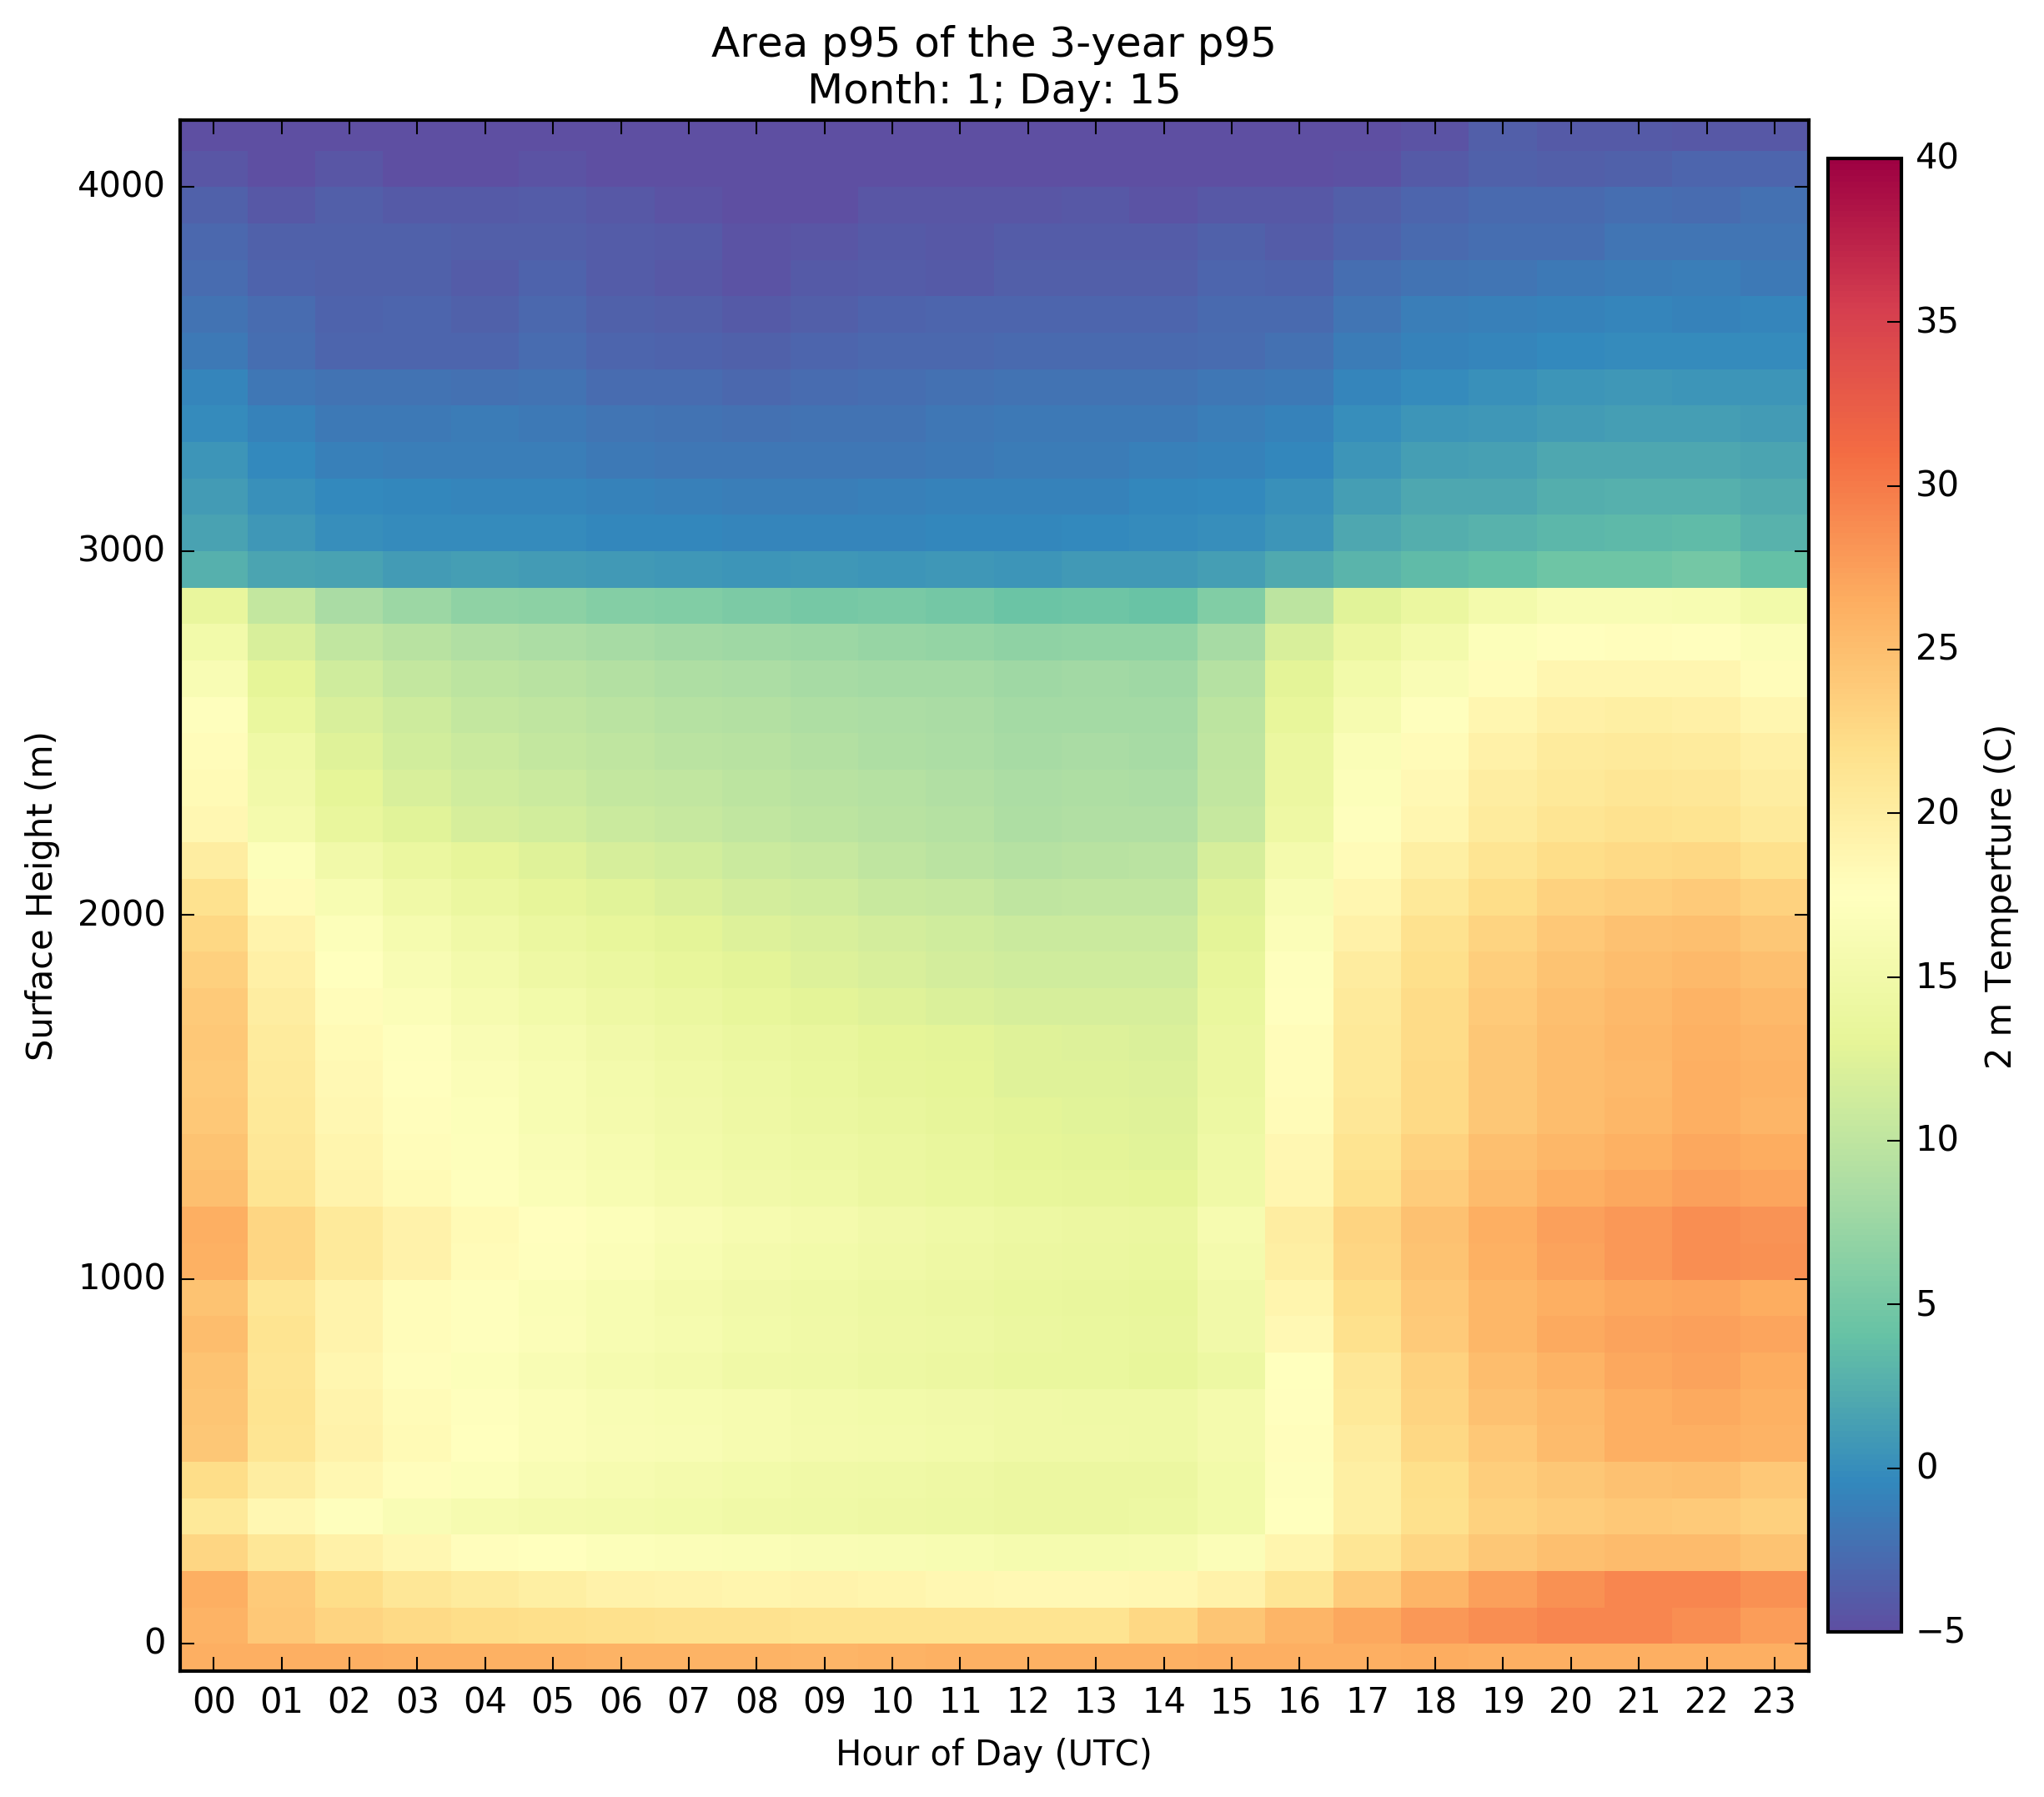 Area p95 of the 3-year p95
Month: 1; Day: 15
4000
3000
2000
1000
0
Surface Height (m)
00 01 02 03 04 05 06 07 08 09 10 11 12 13 14 15 16 17 18 19 20 21 22 23
Hour of Day (UTC)
40
35
30
25
20
15
10
5
0
−5
2 m Temperture (C)